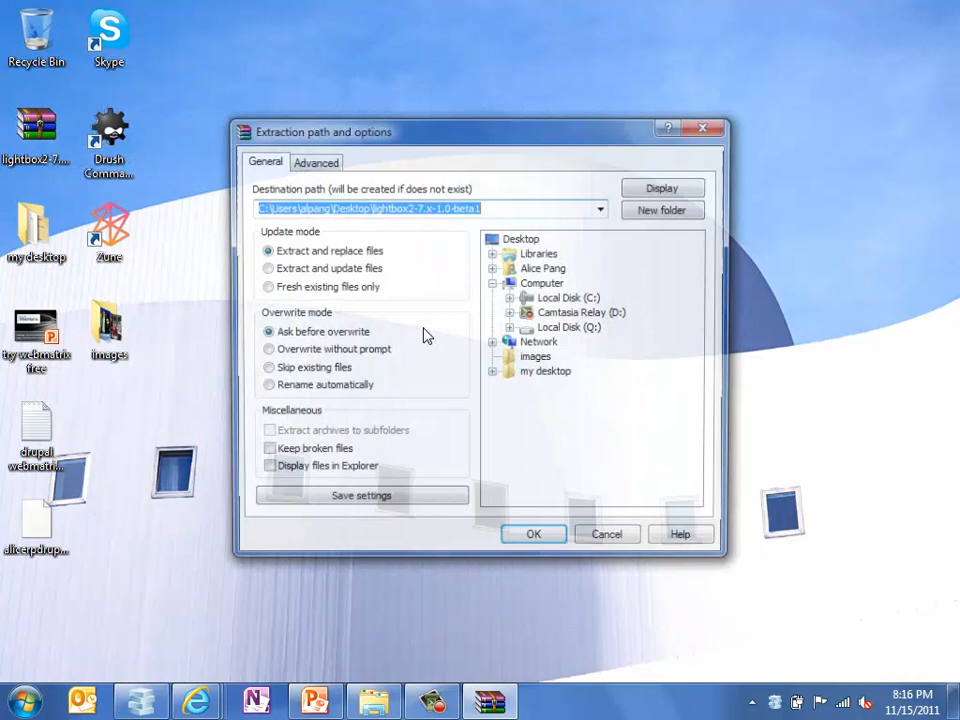 Recycle Bin
Skype
lightbox2-7....
Drush
Comma...
my desktop
Zune
try webmatrix
free
images
drupal
webmatri...
alicerpdrup...
Extraction path and options
General
Advanced
Destination path (will be created if does not exist)
C:\Users\alpang\Desktop\lightbox2-7.x-1.0-beta1
Display
New folder
Update mode
Extract and replace files
Extract and update files
Fresh existing files only
Overwrite mode
Ask before overwrite
Overwrite without prompt
Skip existing files
Rename automatically
Miscellaneous
Extract archives to subfolders
Keep broken files
Display files in Explorer
Save settings
Desktop
Libraries
Alice Pang
Computer
Local Disk (C:)
Camtasia Relay (D:)
Local Disk (Q:)
Network
images
my desktop
OK
Cancel
Help
8:16 PM
11/15/2011